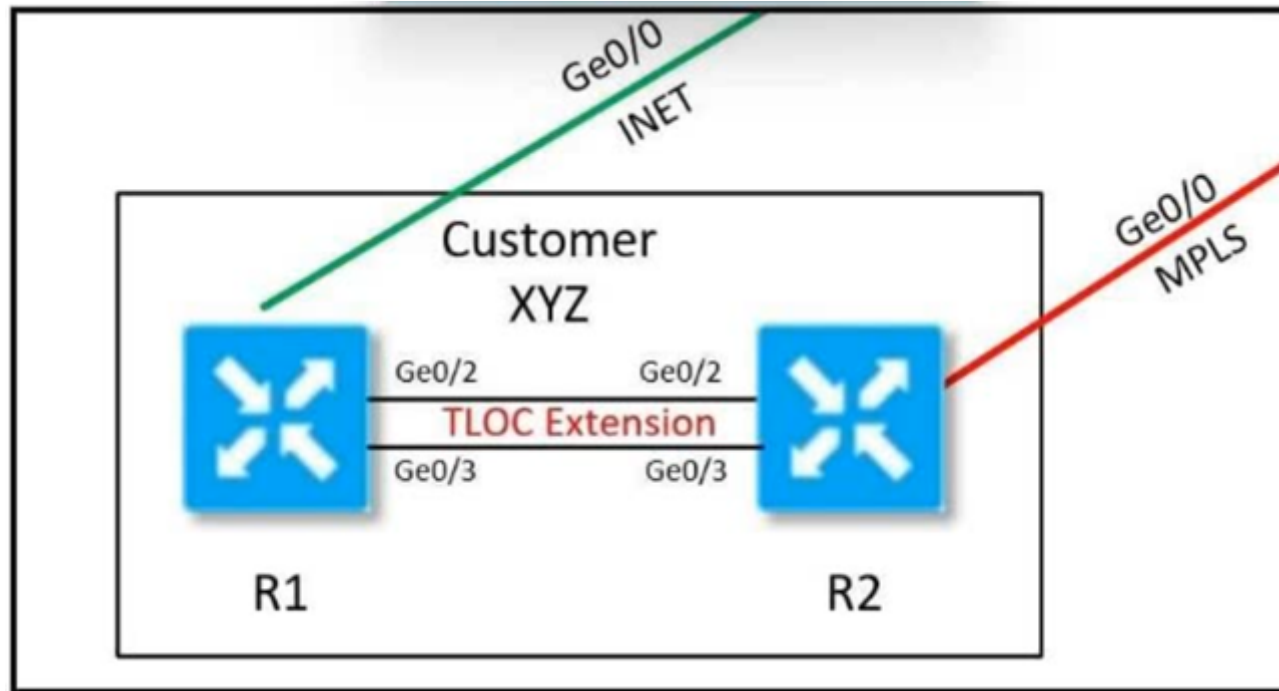 Ge0/0
INET
Ge0/0
MPLS
Customer
XYZ
Ge0/2
Ge0/2
TLOC Extension
Ge0/3
Ge0/3
R1
R2